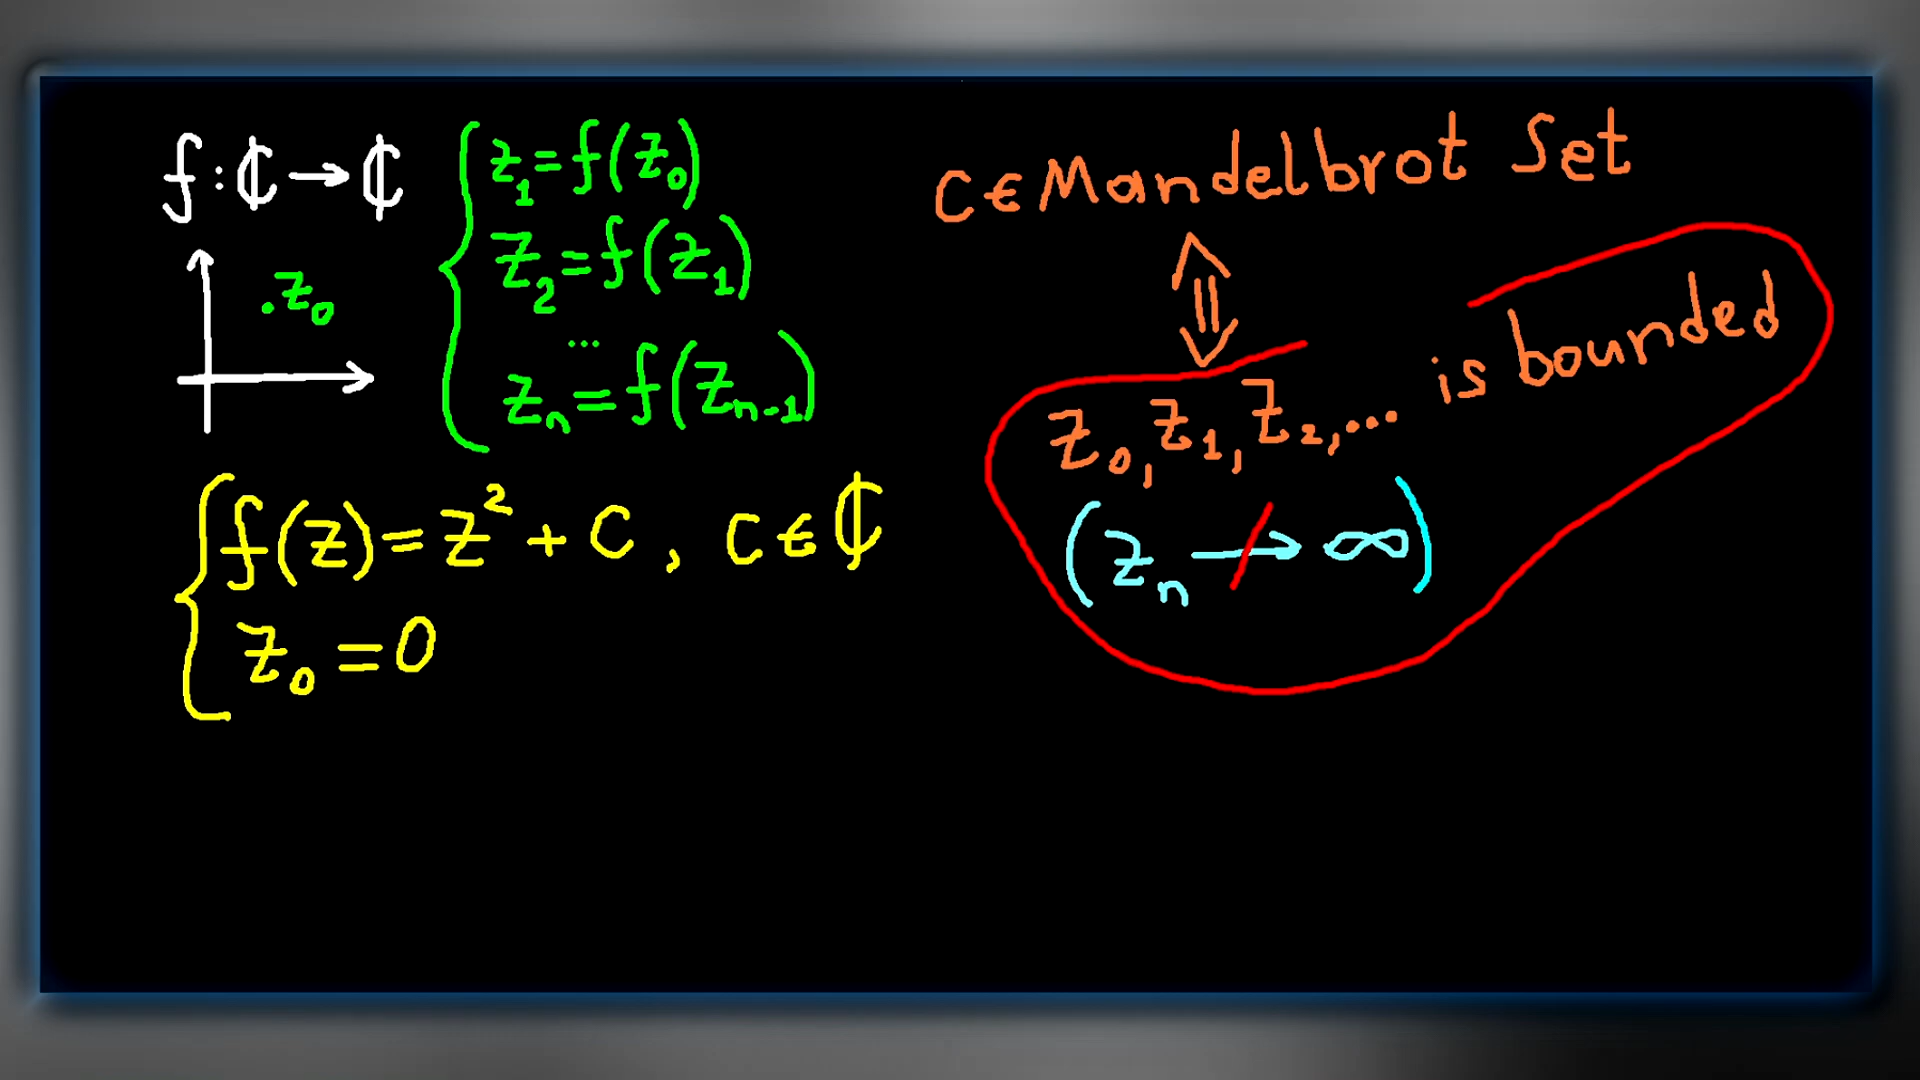 f:ℂ→ℂ
z₁=f(z₀)
z₂=f(z₁)
...
zₙ=f(zₙ₋₁)
.z₀
f(z)=z²+c, c∈ℂ
z₀=0
c∈Mandelbrot Set
⇕
z₀,z₁,z₂,... is bounded
(zₙ↛∞)